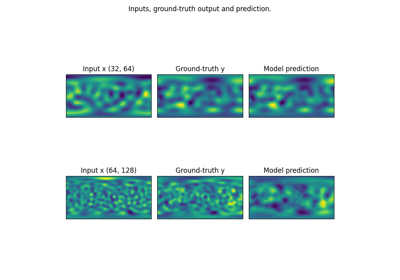 Inputs, ground-truth output and prediction.
Input x (32, 64) Ground-truth y Model prediction
Input x (64, 128) Ground-truth y Model prediction